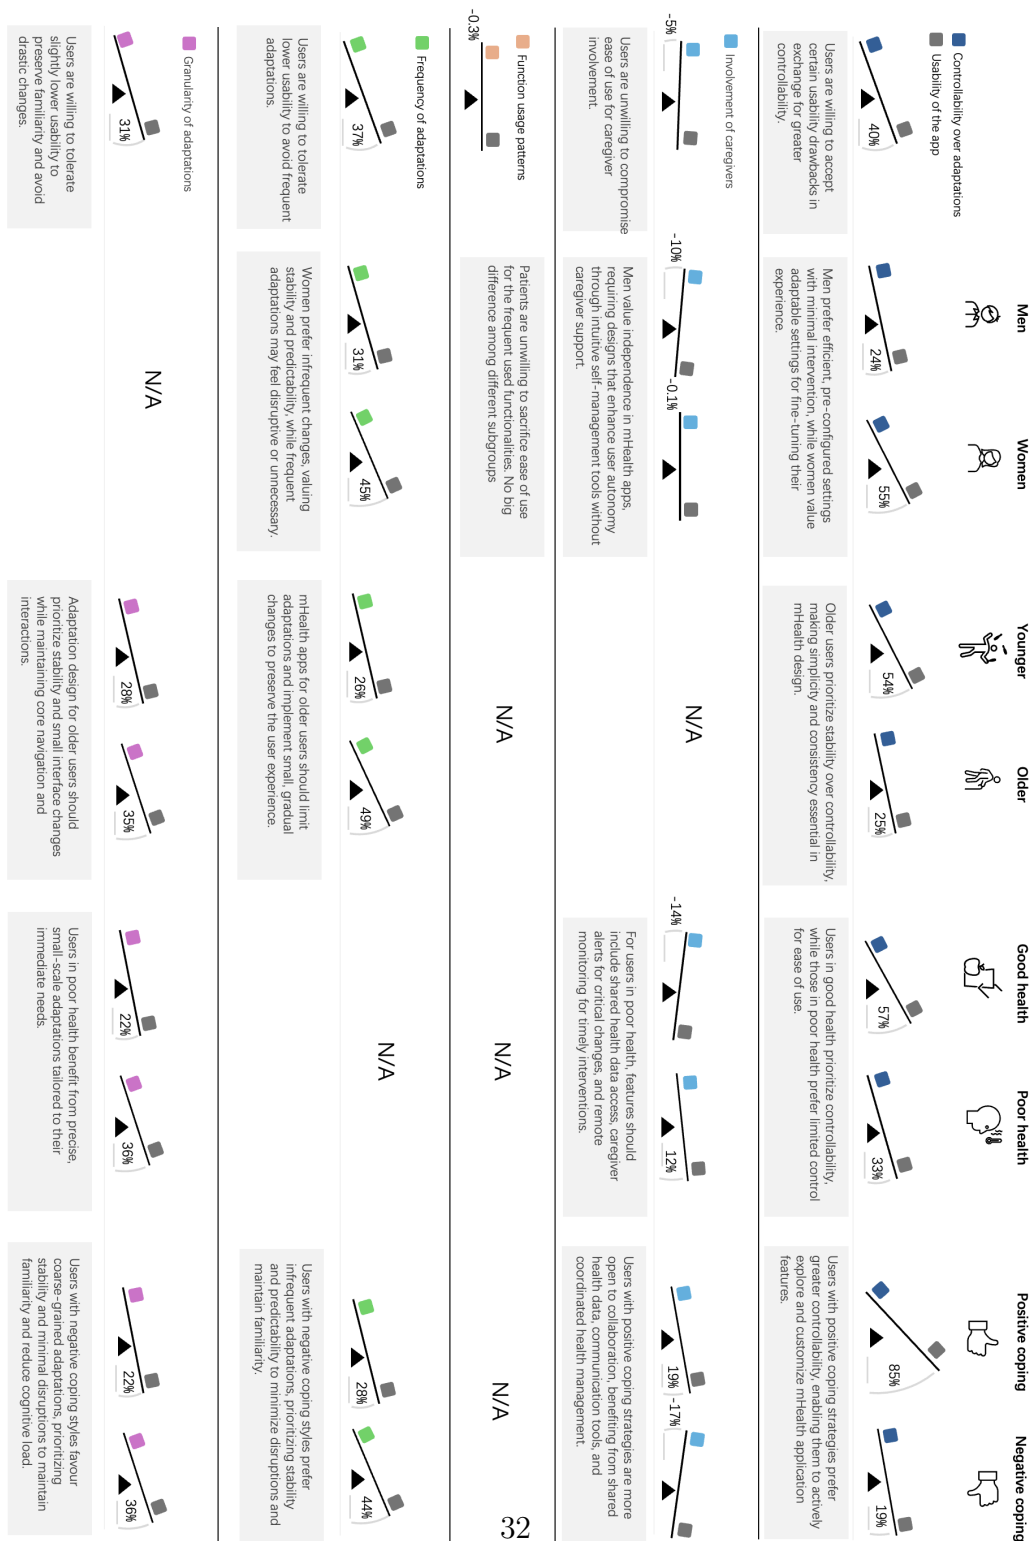 Men
Women
Younger
Older
Good health
Poor health
Positive coping
Negative coping
Controllability over adaptations
Usability of the app
40%
24%
55%
54%
25%
57%
33%
85%
19%
Users are willing to accept
certain usability drawbacks in
exchange for greater
controllability.
Men prefer efficient, pre-configured settings
with minimal intervention, while women value
adaptable settings for fine-tuning their
experience.
Older users prioritize stability over controllability,
making simplicity and consistency essential in
mHealth design.
Users in good health prioritize controllability,
while those in poor health prefer limited control
for ease of use.
Users with positive coping strategies prefer
greater controllability, enabling them to actively
explore and customize mHealth application
features.
Involvement of caregivers
-5%
-10%
-0.1%
N/A
-14%
12%
19%
-17%
Users are unwilling to compromise
ease of use for caregiver
involvement.
Men value independence in mHealth apps,
requiring designs that enhance user autonomy
through intuitive self-management tools without
caregiver support.
For users in poor health, features should
include shared health data access, caregiver
alerts for critical changes, and remote
monitoring for timely interventions.
Users with positive coping strategies are more
open to collaboration, benefiting from shared
health data, communication tools, and
coordinated health management.
Function usage patterns
-0.3%
Patients are unwilling to sacrifice ease of use
for the frequent used functionalities. No big
difference among different subgroups
N/A
N/A
N/A
Frequency of adaptations
37%
31%
45%
26%
49%
N/A
28%
44%
Users are willing to tolerate
lower usability to avoid frequent
adaptations.
Women prefer infrequent changes, valuing
stability and predictability, while frequent
adaptations may feel disruptive or unnecessary.
mHealth apps for older users should limit
adaptations and implement small, gradual
changes to preserve the user experience.
Users with negative coping styles prefer
infrequent adaptations, prioritizing stability
and predictability to minimize disruptions and
maintain familiarity.
Granularity of adaptations
31%
N/A
28%
35%
22%
36%
22%
36%
Users are willing to tolerate
slightly lower usability to
preserve familiarity and avoid
drastic changes.
Adaptation design for older users should
prioritize stability and small interface changes
while maintaining core navigation and
interactions.
Users in poor health benefit from precise,
small-scale adaptations tailored to their
immediate needs.
Users with negative coping styles favour
coarse-grained adaptations, prioritizing
stability and minimal disruptions to maintain
familiarity and reduce cognitive load.
32